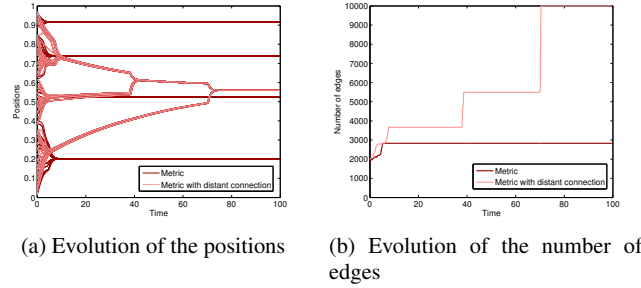 1
0.9
0.8
0.7
0.6
0.5
0.4
0.3
0.2
0.1
0
Positions
0 20 40 60 80 100
Time
Metric
Metric with distant connection
(a) Evolution of the positions
10000
9000
8000
7000
6000
5000
4000
3000
2000
1000
0
Number of edges
0 20 40 60 80 100
Time
Metric
Metric with distant connection
(b) Evolution of the number of
edges